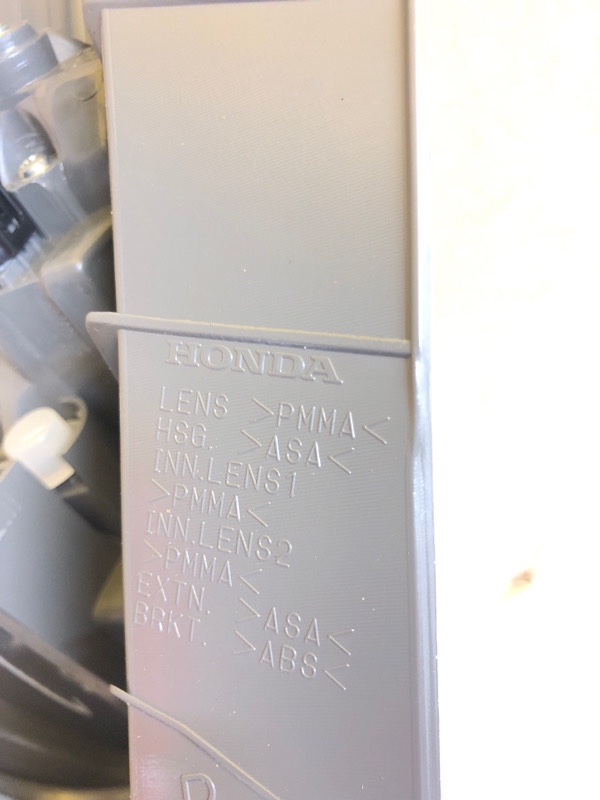 HONDA
LENS >PMMA<
HSG. >ASA<
INN.LENS1
>PMMA<
INN.LENS2
>PMMA<
EXTN. >ASA<
BRKT. >ABS<